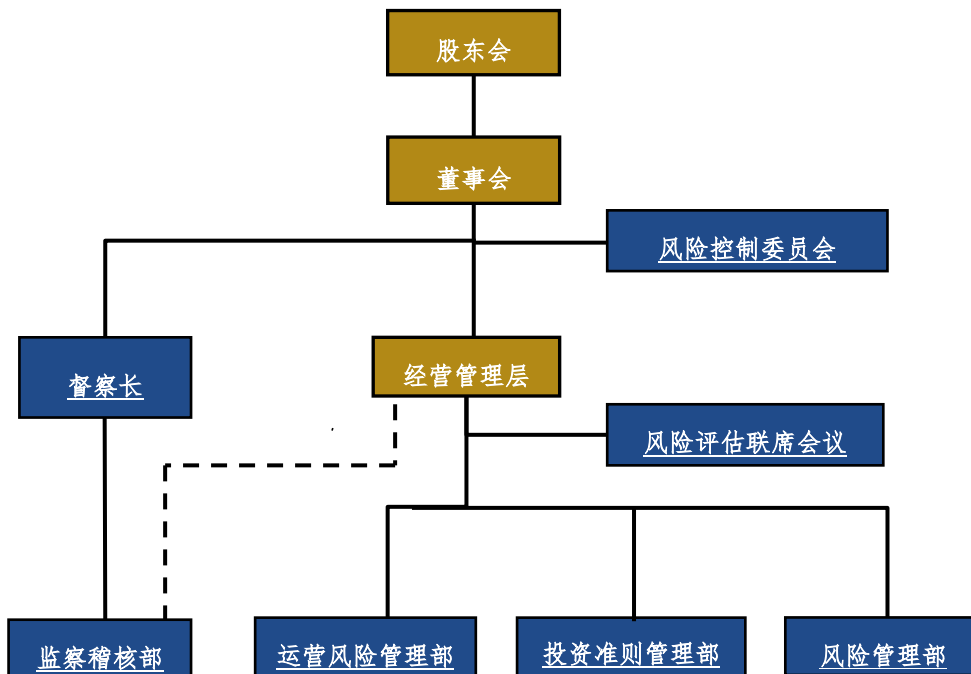 股东会
董事会
风险控制委员会
督察长
经营管理层
风险评估联席会议
监察稽核部
运营风险管理部
投资准则管理部
风险管理部